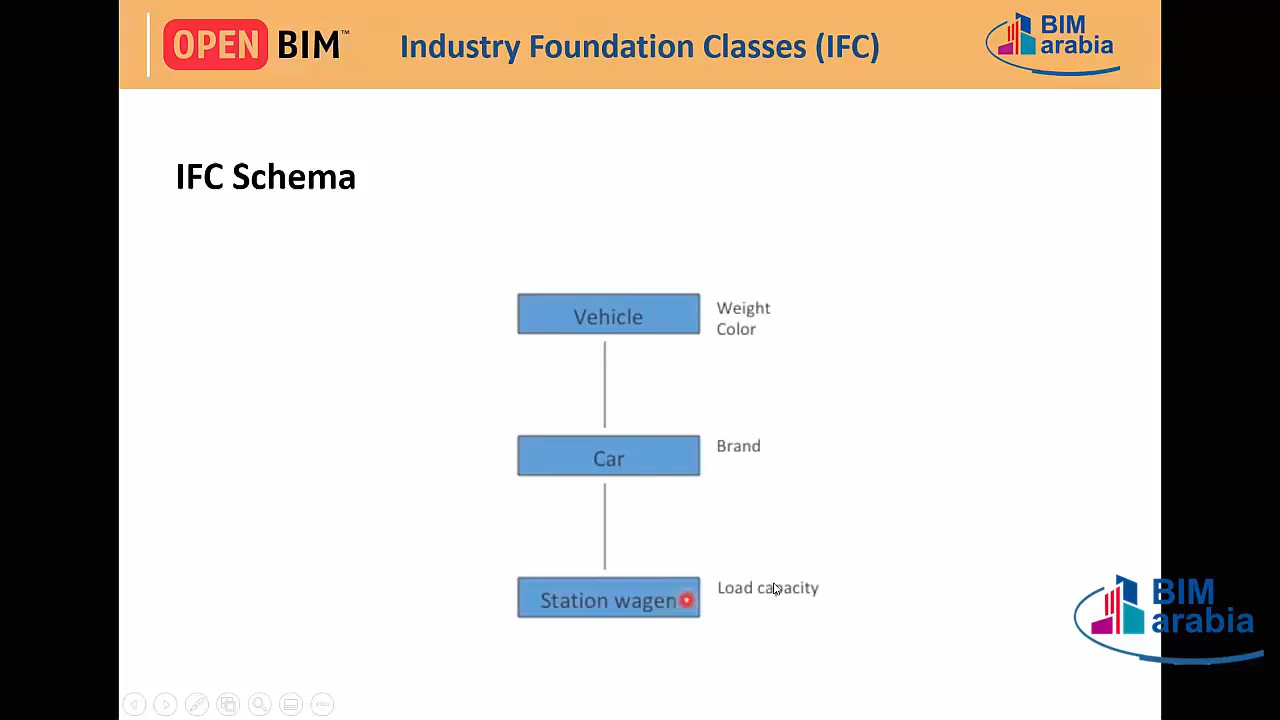 OPEN BIM™
Industry Foundation Classes (IFC)
BIM
arabia
IFC Schema
Vehicle
Weight
Color
Car
Brand
Station wagen
Load capacity
BIM
arabia